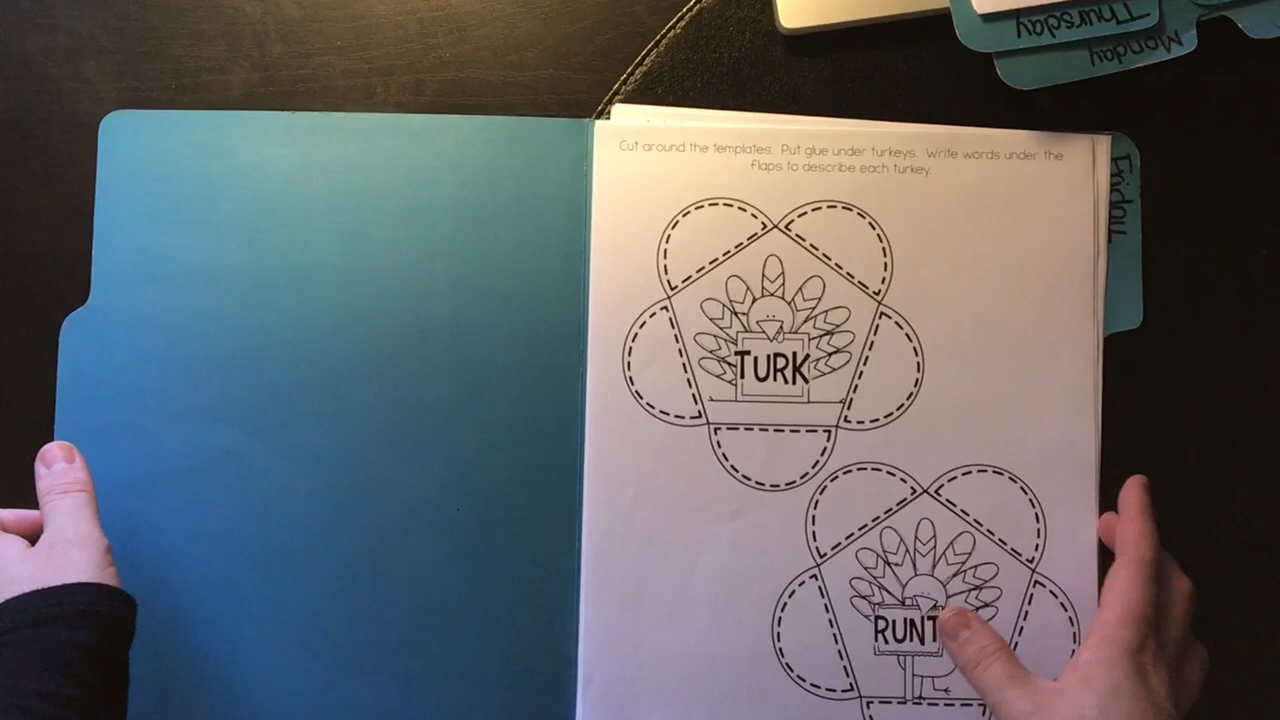 Thursday
Monday
Cut around the templates. Put glue under turkeys. Write words under the
flaps to describe each turkey.
Friday
TURK
RUNT